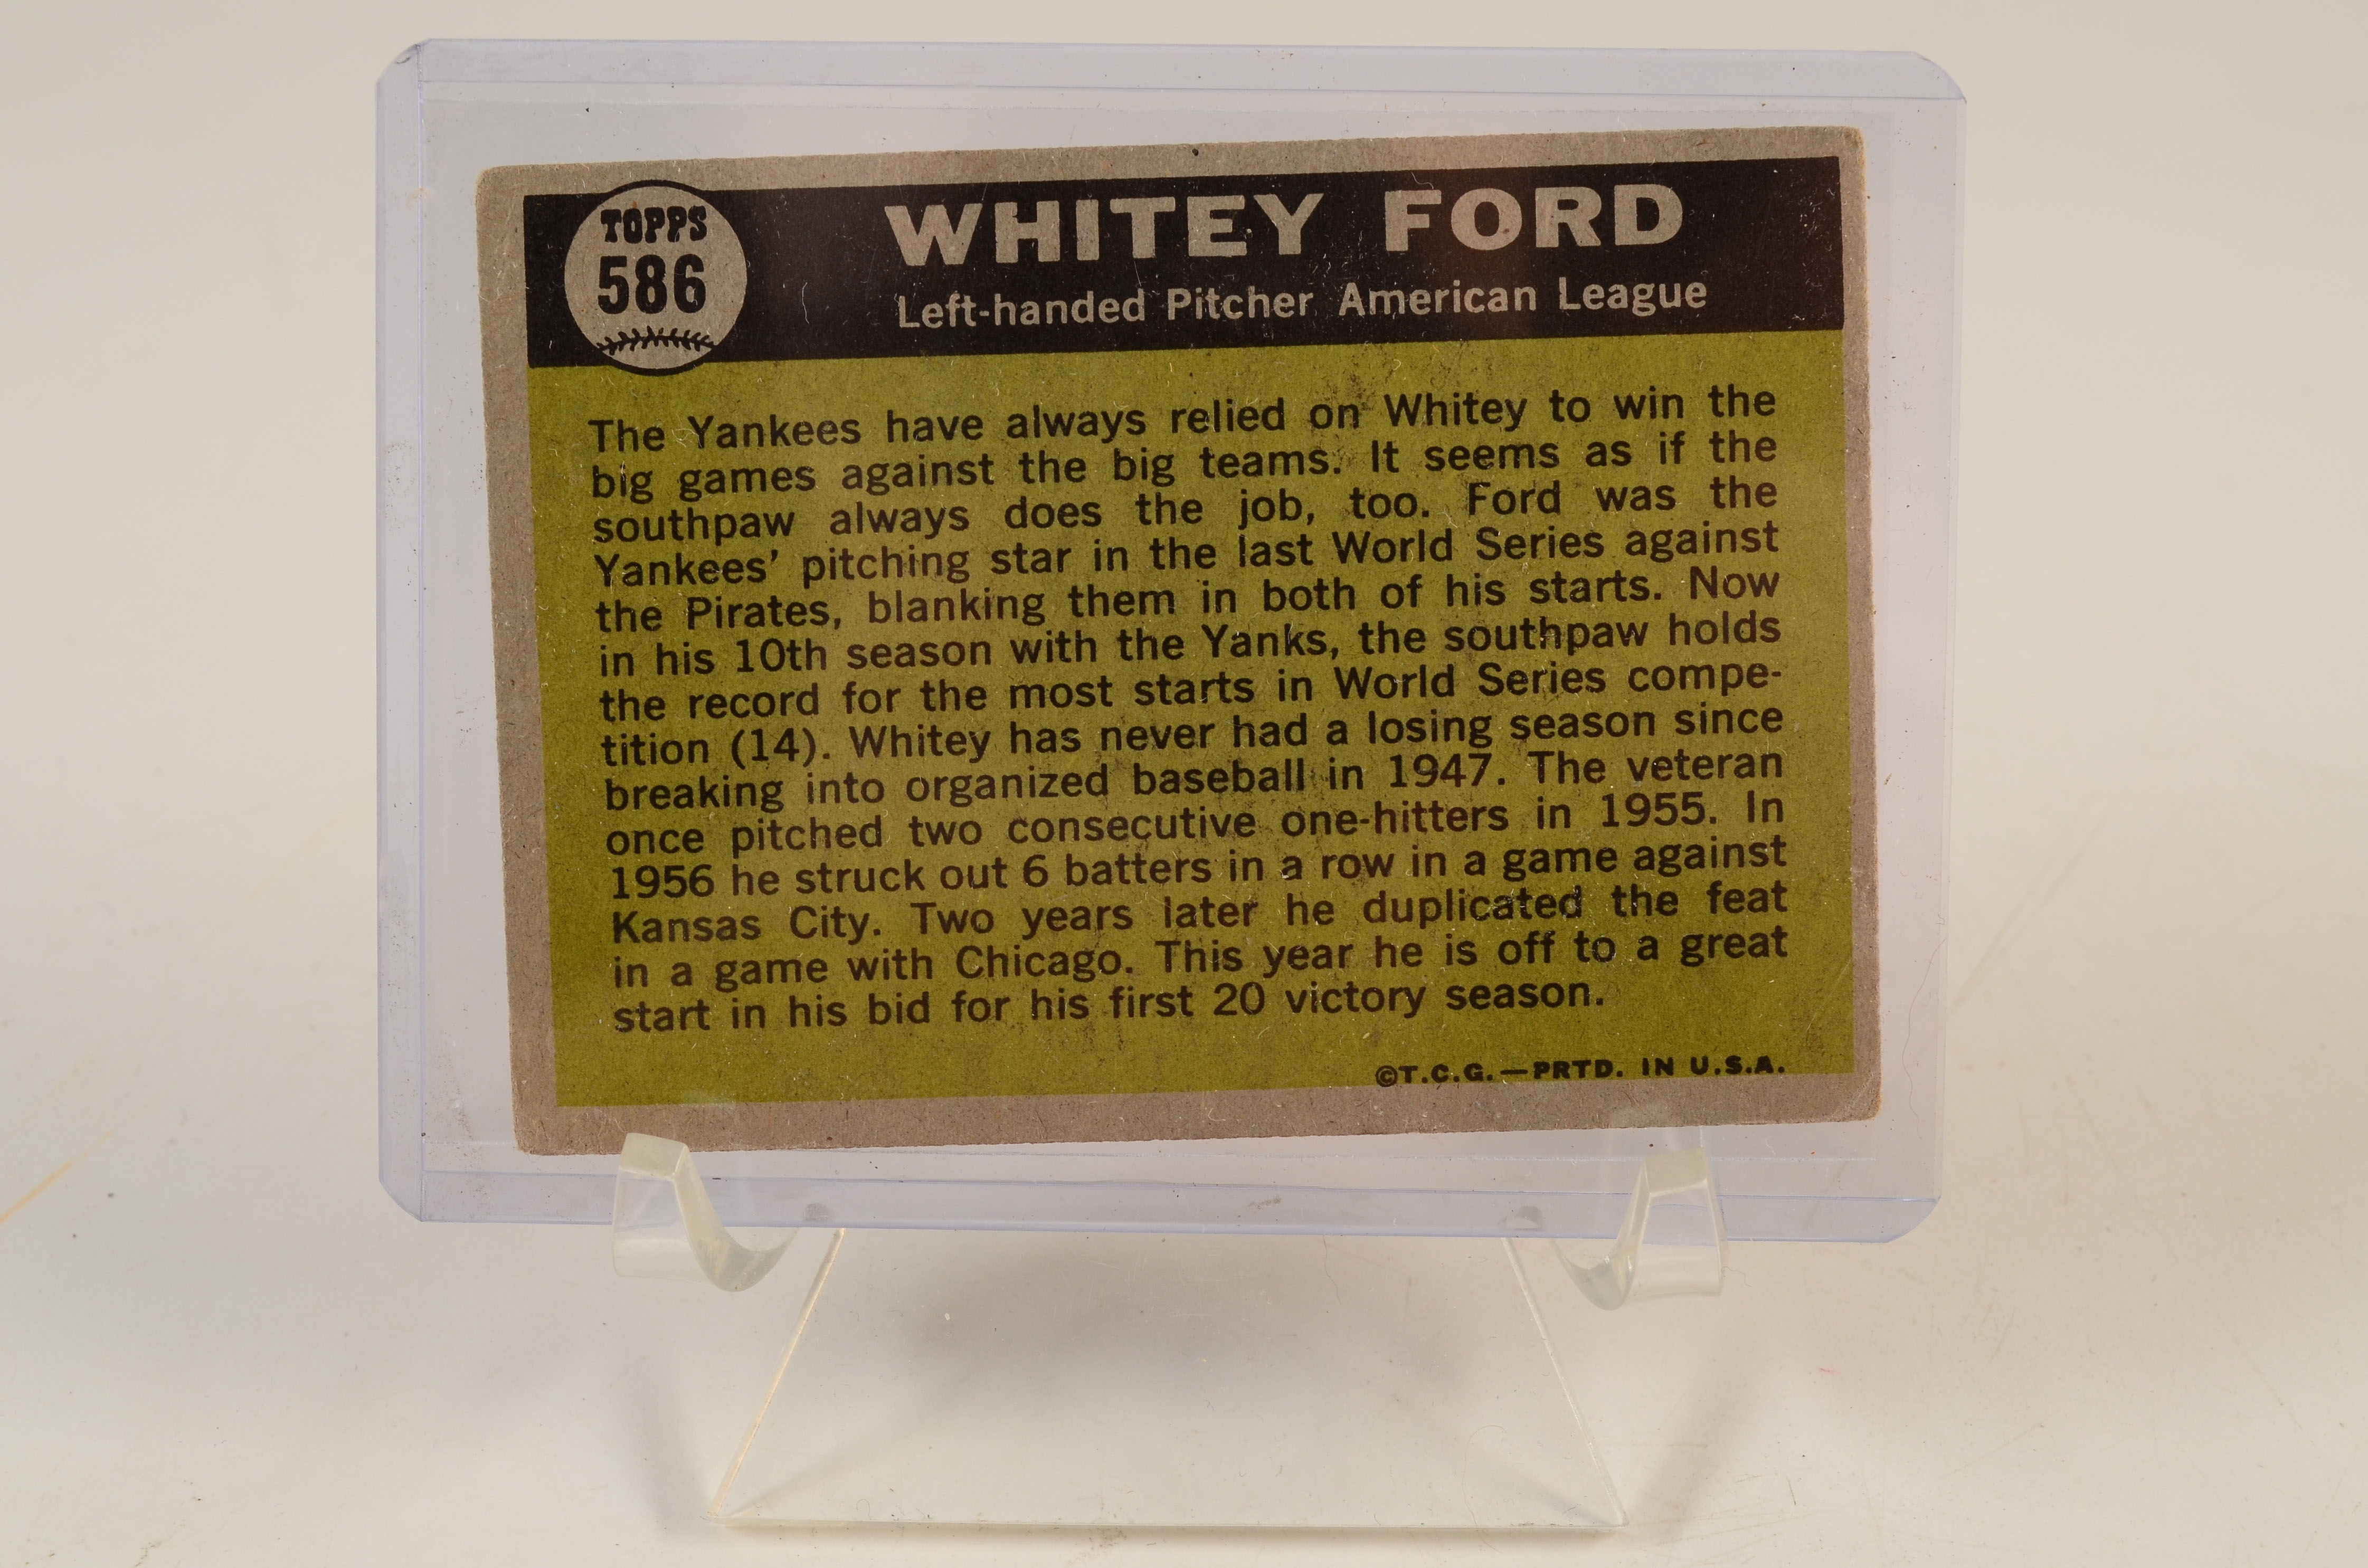 TOPPS
586
WHITEY FORD
Left-handed Pitcher American League
The Yankees have always relied on Whitey to win the
big games against the big teams. It seems as if the
southpaw always does the job, too. Ford was the
Yankees' pitching star in the last World Series against
the Pirates, blanking them in both of his starts. Now
in his 10th season with the Yanks, the southpaw holds
the record for the most starts in World Series compe-
tition (14). Whitey has never had a losing season since
breaking into organized baseball in 1947. The veteran
once pitched two consecutive one-hitters in 1955. In
1956 he struck out 6 batters in a row in a game against
Kansas City. Two years later he duplicated the feat
in a game with Chicago. This year he is off to a great
start in his bid for his first 20 victory season.
©T.C.G.—PRTD. IN U.S.A.